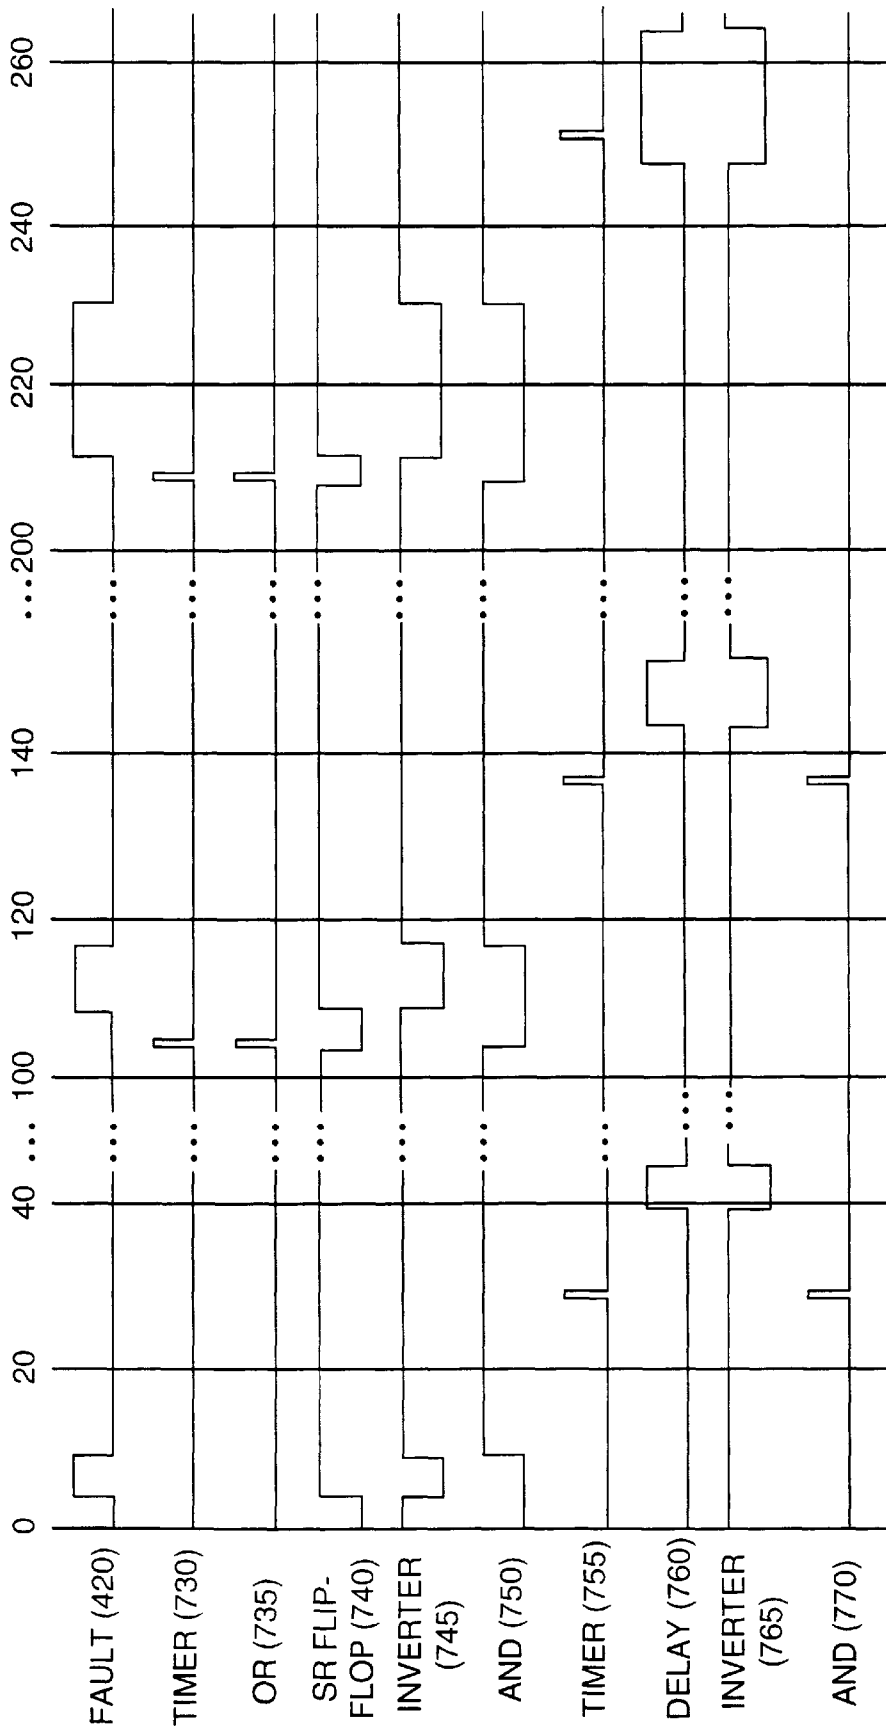 0 20 40 ... 100 120 140 ... 200 220 240 260
FAULT (420)
TIMER (730)
OR (735)
SR FLIP-
FLOP (740)
INVERTER
(745)
AND (750)
TIMER (755)
DELAY (760)
INVERTER
(765)
AND (770)